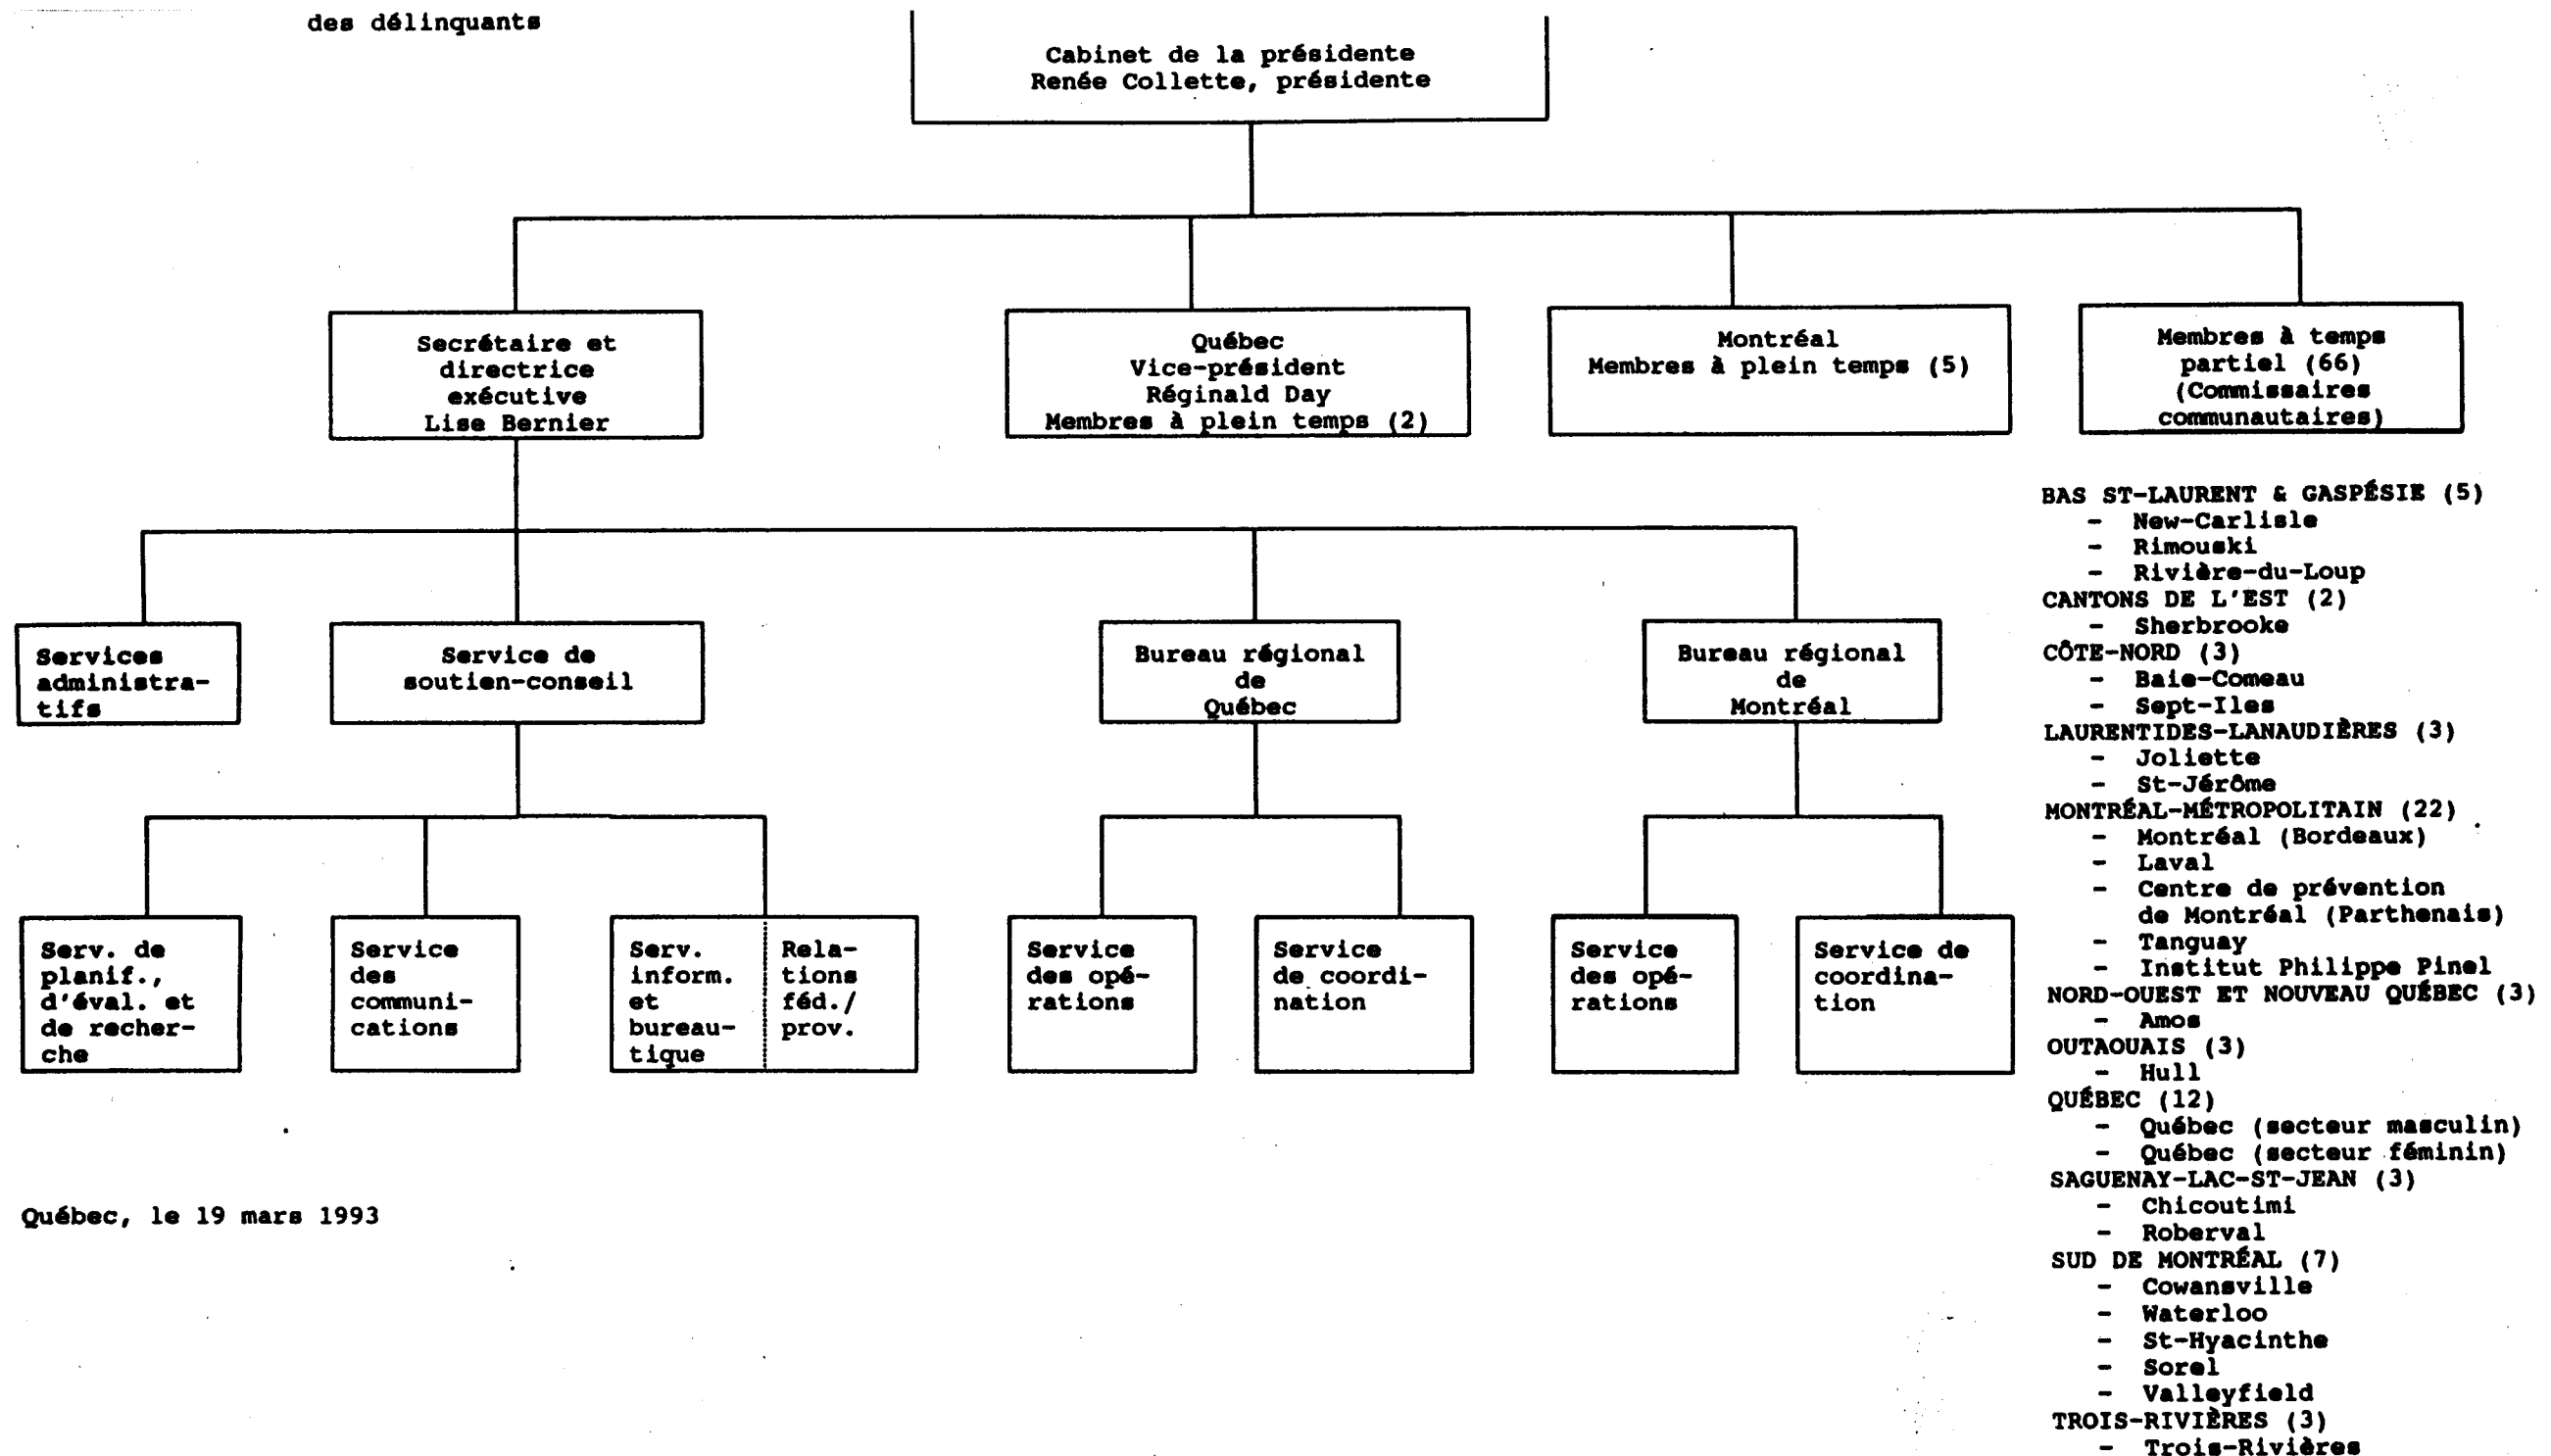 des délinquants
Cabinet de la présidente
Renée Collette, présidente
Secrétaire et
directrice
exécutive
Lise Bernier
Québec
Vice-président
Réginald Day
Membres à plein temps (2)
Montréal
Membres à plein temps (5)
Membres à temps
partiel (66)
(Commissaires
communautaires)
Services
administra-
tifs
Service de
soutien-conseil
Bureau régional
de
Québec
Bureau régional
de
Montréal
Serv. de
planif.,
d'éval. et
de recher-
che
Service
des
communi-
cations
Serv.
inform.
et
bureau-
tique
Rela-
tions
féd./
prov.
Service
des opé-
rations
Service
de coordi-
nation
Service
des opé-
rations
Service de
coordina-
tion
BAS ST-LAURENT & GASPÉSIE (5)
- New-Carlisle
- Rimouski
- Rivière-du-Loup
CANTONS DE L'EST (2)
- Sherbrooke
CÔTE-NORD (3)
- Baie-Comeau
- Sept-Iles
LAURENTIDES-LANAUDIÈRES (3)
- Joliette
- St-Jérôme
MONTRÉAL-MÉTROPOLITAIN (22)
- Montréal (Bordeaux)
- Laval
- Centre de prévention
de Montréal (Parthenais)
- Tanguay
- Institut Philippe Pinel
NORD-OUEST ET NOUVEAU QUÉBEC (3)
- Amos
OUTAOUAIS (3)
- Hull
QUÉBEC (12)
- Québec (secteur masculin)
- Québec (secteur féminin)
SAGUENAY-LAC-ST-JEAN (3)
- Chicoutimi
- Roberval
SUD DE MONTRÉAL (7)
- Cowansville
- Waterloo
- St-Hyacinthe
- Sorel
- Valleyfield
TROIS-RIVIÈRES (3)
- Trois-Rivières
Québec, le 19 mars 1993